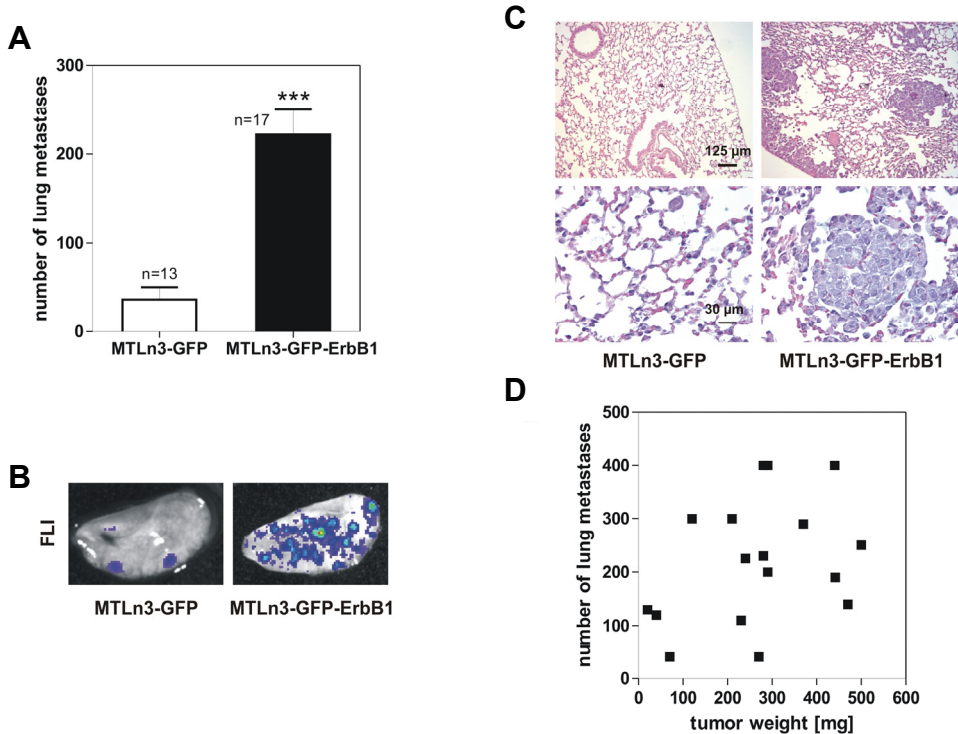 A
300
200
100
0
number of lung metastases
n=13
n=17
***
MTLn3-GFP
MTLn3-GFP-ErbB1
B
FLI
MTLn3-GFP
MTLn3-GFP-ErbB1
C
125 µm
30 µm
MTLn3-GFP
MTLn3-GFP-ErbB1
D
500
400
300
200
100
0
number of lung metastases
0 100 200 300 400 500 600
tumor weight [mg]